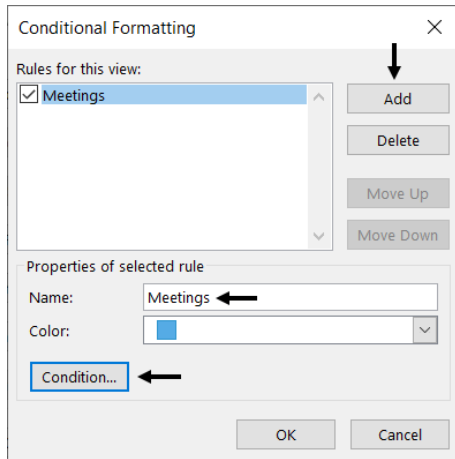 Conditional Formatting
Rules for this view:
Meetings
Add
Delete
Move Up
Move Down
Properties of selected rule
Name: Meetings
Color:
Condition...
OK Cancel